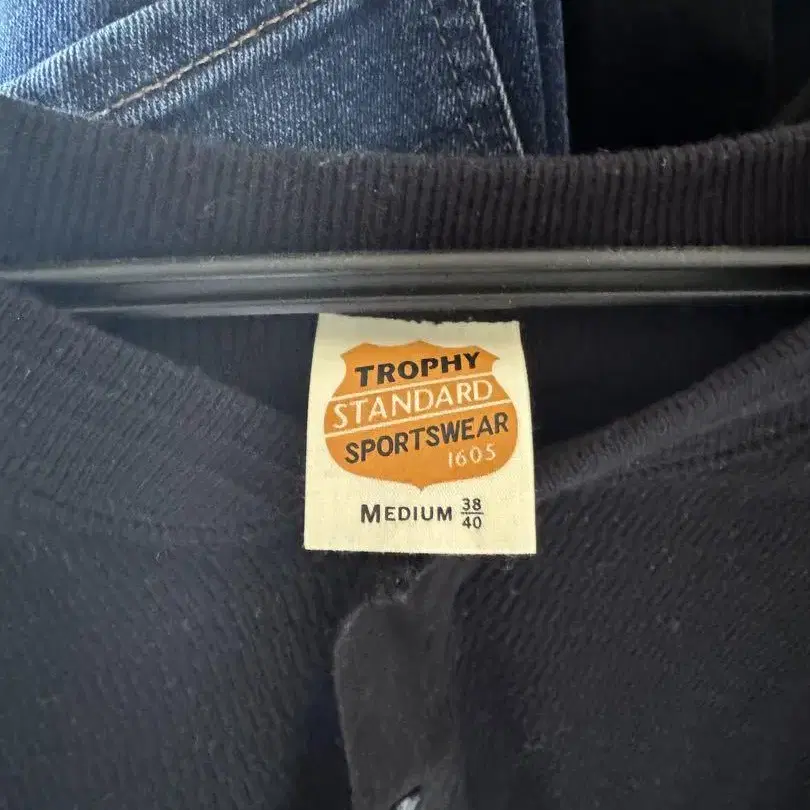 TROPHY
STANDARD
SPORTSWEAR
1605
MEDIUM 38/40